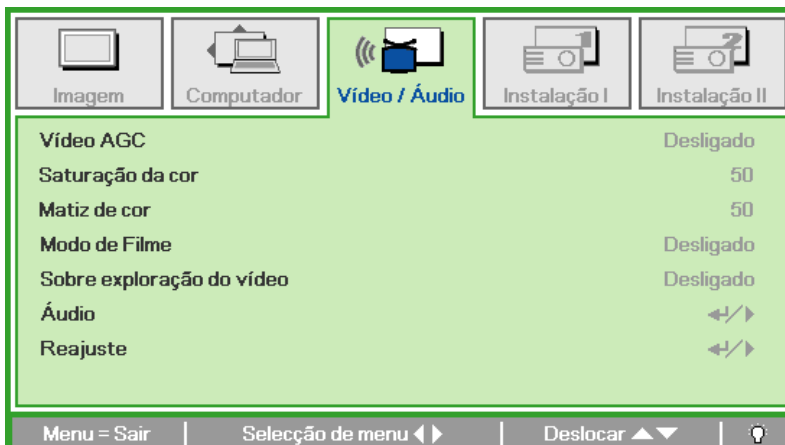 Imagem Computador Vídeo / Áudio Instalação I Instalação II
Vídeo AGC Desligado
Saturação da cor 50
Matiz de cor 50
Modo de Filme Desligado
Sobre exploração do vídeo Desligado
Áudio
Reajuste
Menu = Sair Selecção de menu Deslocar